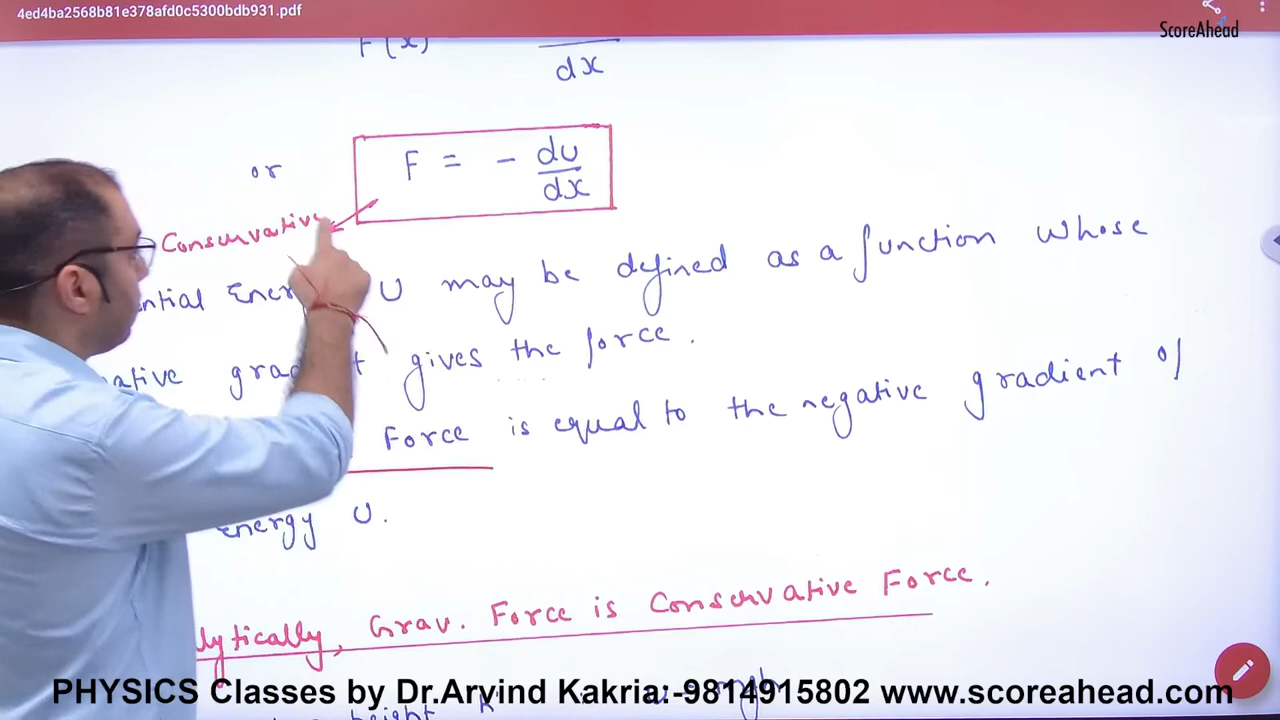 4ed4ba2568b81e378afd0c5300bdb931.pdf
ScoreAhead
F(x)
dx
or F = - du/dx
Conservative
U may be defined as a function whose
gives the force.
Force is equal to the negative gradient of
energy U.
Grav. Force is Conservative Force.
PHYSICS Classes by Dr.Arvind Kakria:-9814915802 www.scoreahead.com